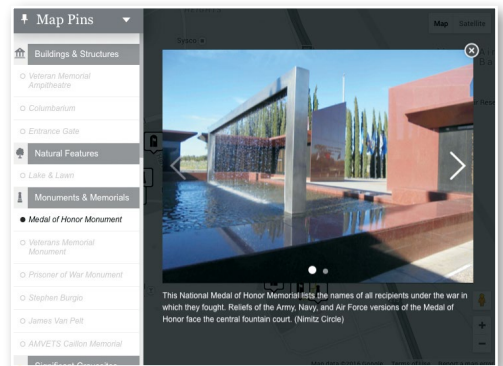 Map Pins
Map Satellite
Buildings & Structures
Veteran Memorial
Ampitheatre
Columbarium
Entrance Gate
Natural Features
Lake & Lawn
Monuments & Memorials
Medal of Honor Monument
Veterans Memorial
Monument
Prisoner of War Monument
Stephen Burgio
James Van Pelt
AMVETS Carillon Memorial
This National Medal of Honor Memorial lists the names of all recipients under the war in
which they fought. Reliefs of the Army, Navy, and Air Force versions of the Medal of
Honor face the central fountain court. (Nimitz Circle)
Terms of Use